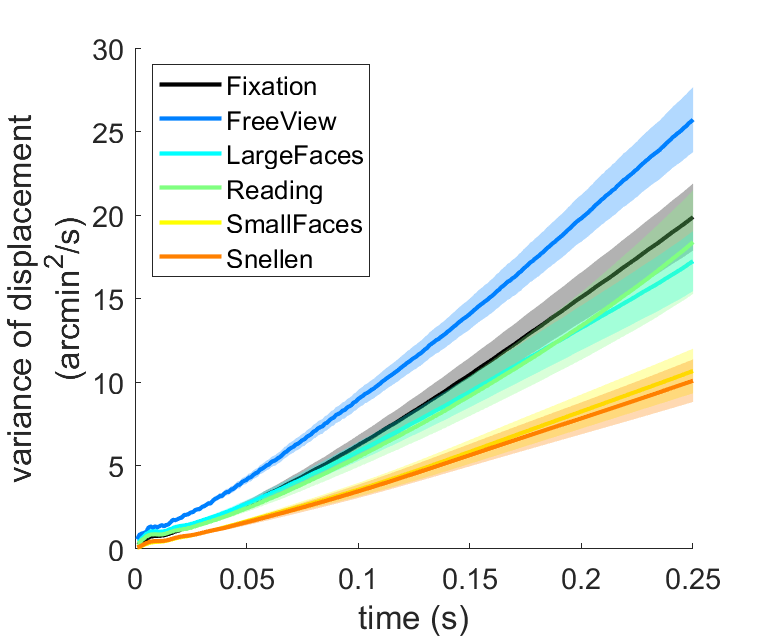 30
25
20
15
10
5
0
variance of displacement
(arcmin²/s)
Fixation
FreeView
LargeFaces
Reading
SmallFaces
Snellen
0 0.05 0.1 0.15 0.2 0.25
time (s)